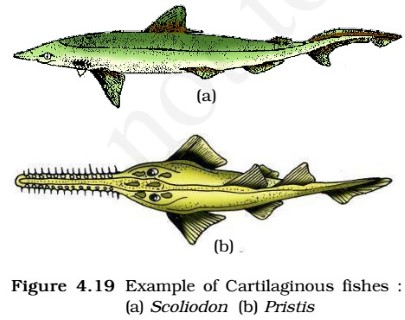 (a)
(b)
Figure 4.19 Example of Cartilaginous fishes :
(a) Scoliodon (b) Pristis